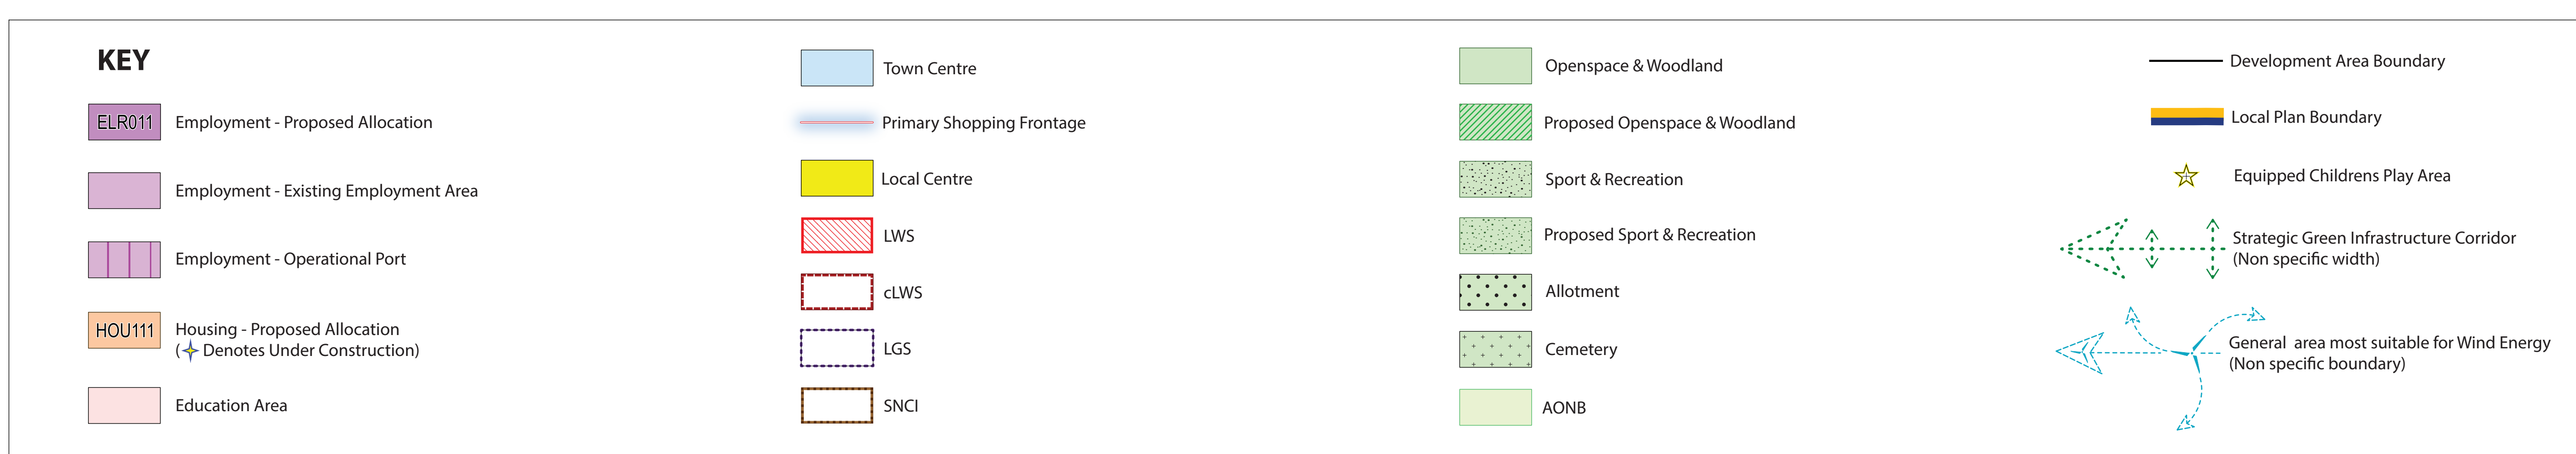 KEY
ELR011 Employment - Proposed Allocation
Employment - Existing Employment Area
Employment - Operational Port
HOU111 Housing - Proposed Allocation
( Denotes Under Construction)
Education Area
Town Centre
Primary Shopping Frontage
Local Centre
LWS
cLWS
LGS
SNCI
Openspace & Woodland
Proposed Openspace & Woodland
Sport & Recreation
Proposed Sport & Recreation
Allotment
Cemetery
AONB
Development Area Boundary
Local Plan Boundary
Equipped Childrens Play Area
Strategic Green Infrastructure Corridor
(Non specific width)
General area most suitable for Wind Energy
(Non specific boundary)